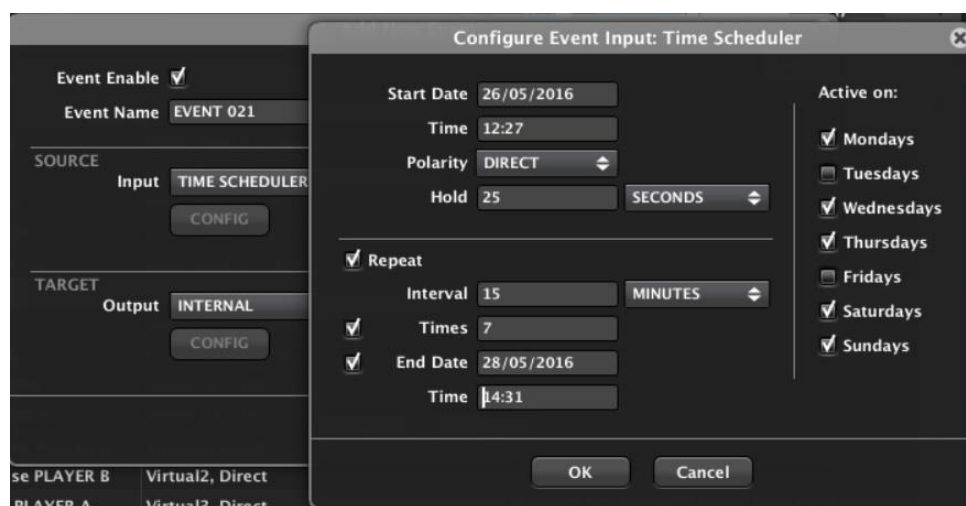 Configure Event Input: Time Scheduler
Event Enable
Event Name EVENT 021
SOURCE
Input TIME SCHEDULER
CONFIG
TARGET
Output INTERNAL
CONFIG
Start Date 26/05/2016
Time 12:27
Polarity DIRECT
Hold 25 SECONDS
Repeat
Interval 15 MINUTES
Times 7
End Date 28/05/2016
Time 14:31
Active on:
Mondays
Tuesdays
Wednesdays
Thursdays
Fridays
Saturdays
Sundays
OK Cancel
se PLAYER B Virtual2, Direct
PLAYER A Virtual3, Direct